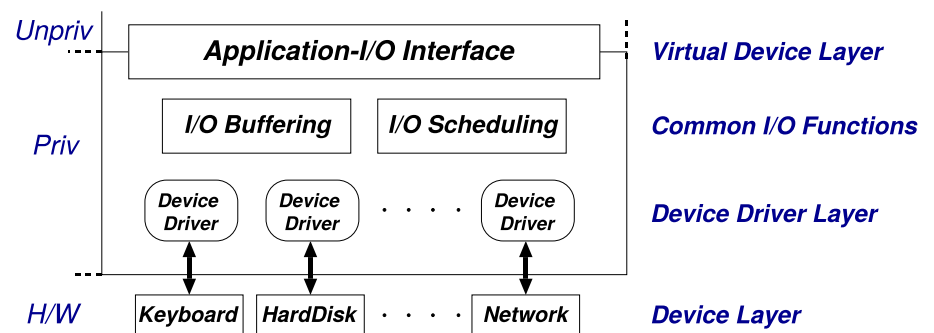 Unpriv
Application-I/O Interface
Virtual Device Layer
Priv
I/O Buffering
I/O Scheduling
Common I/O Functions
Device
Driver
Device
Driver
. . . .
Device
Driver
Device Driver Layer
H/W
Keyboard
HardDisk
. . . .
Network
Device Layer